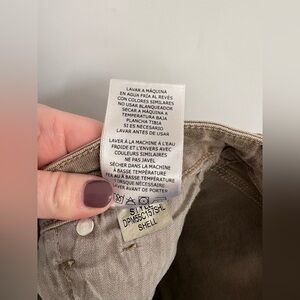 LAVAR A MÁQUINA
EN AGUA FRÍA AL REVÉS
CON COLORES SIMILARES
NO USAR BLANQUEADOR
SECAR A MÁQUINA A
TEMPERATURA BAJA
PLANCHA TIBIA
SI ES NECESARIO
LAVAR ANTES DE USAR
LAVER À LA MACHINE À L'EAU
FROIDE ET L'ENVERS AVEC
COULEURS SIMILAIRES
NE PAS JAVEL
SÉCHER DANS LA MACHINE
À BASSE TEMPÉRATURE
À BASSE TEMPÉRATURE
LORSQUE NÉCESSAIRE
LAVER AVANT DE PORTER
SHELL